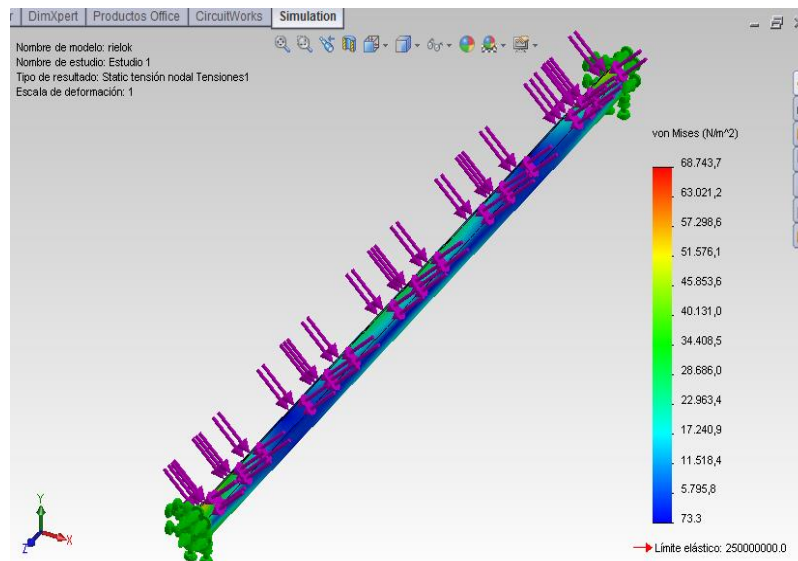 DimXpert Productos Office CircuitWorks Simulation
Nombre de modelo: rielok
Nombre de estudio: Estudio 1
Tipo de resultado: Static tensión nodal Tensiones1
Escala de deformación: 1
von Mises (N/m^2)
68.743,7
63.021,2
57.298,6
51.576,1
45.853,6
40.131,0
34.408,5
28.686,0
22.963,4
17.240,9
11.518,4
5.795,8
73.3
Límite elástico: 250000000.0
Y
X
Z